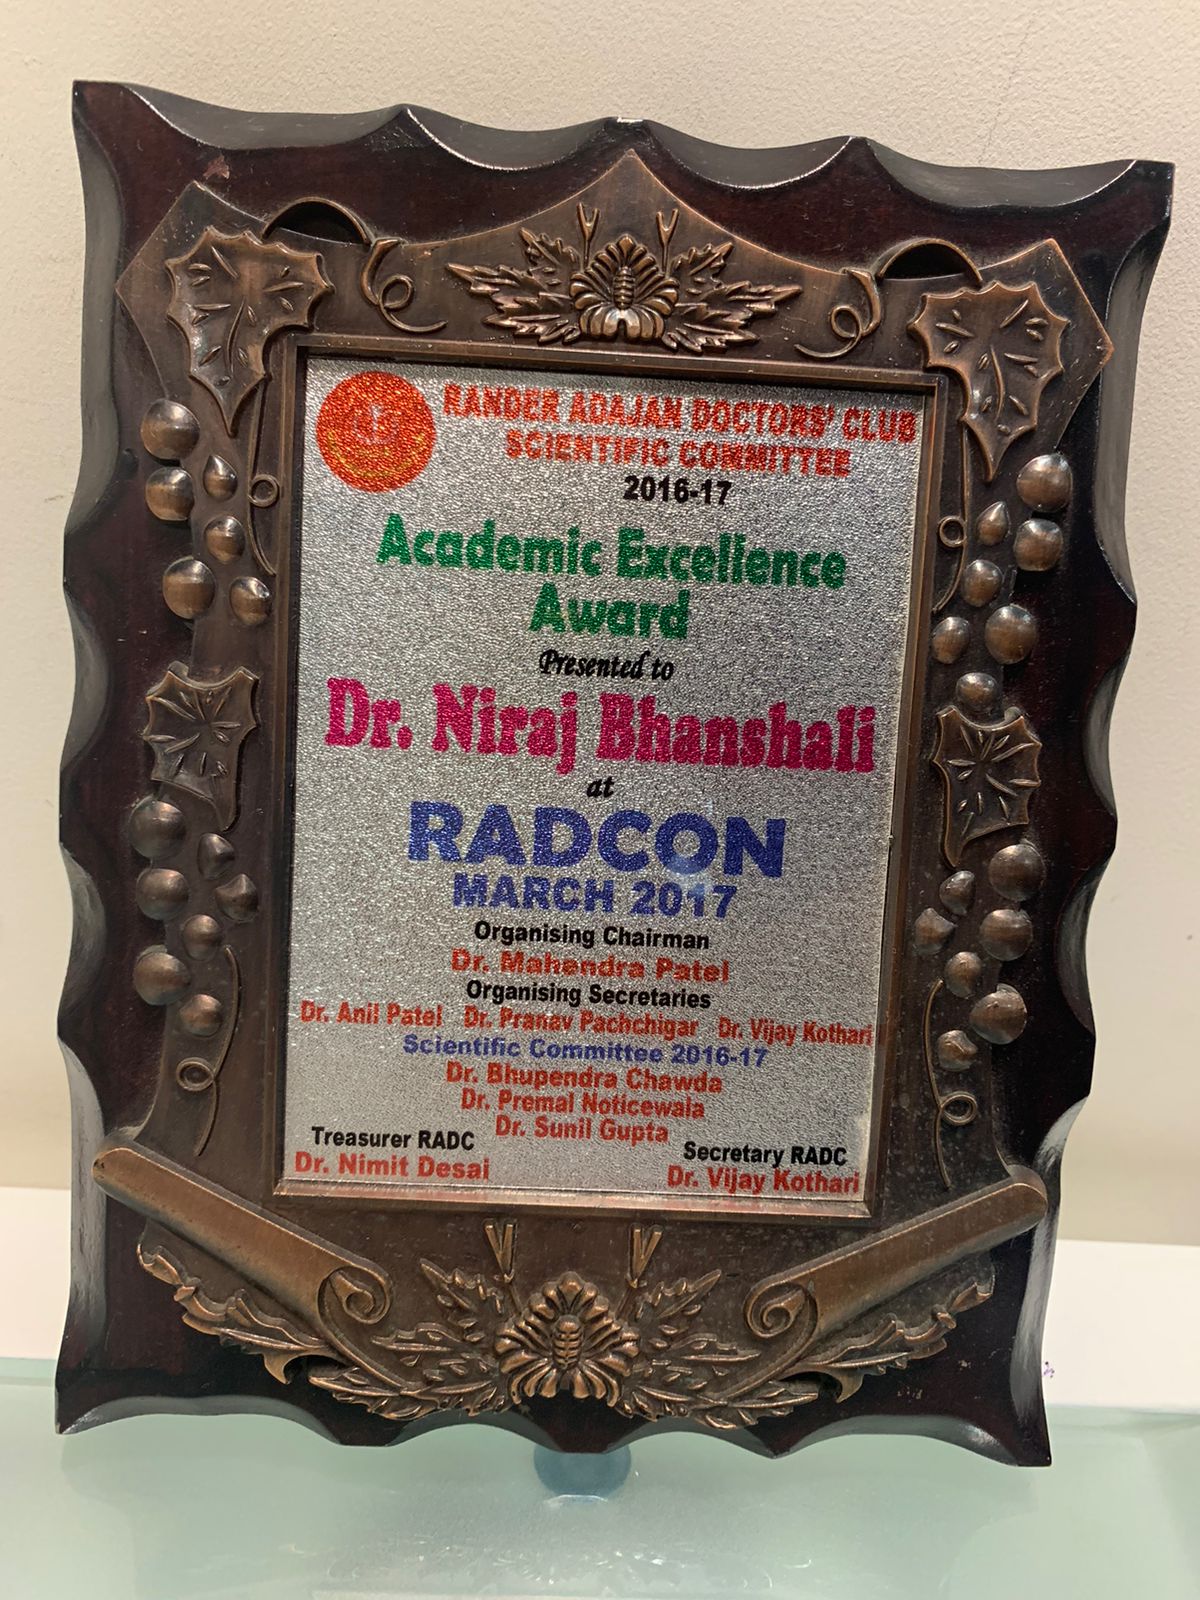 RANDER ADAJAN DOCTORS' CLUB
SCIENTIFIC COMMITTEE
2016-17
Academic Excellence
Award
Presented to
Dr. Niraj Bhanshali
at
RADCON
MARCH 2017
Organising Chairman
Dr. Mahendra Patel
Organising Secretaries
Dr. Anil Patel Dr. Pranav Pachchigar Dr. Vijay Kothari
Scientific Committee 2016-17
Dr. Bhupendra Chawda
Dr. Premal Noticewala
Dr. Sunil Gupta
Treasurer RADC Secretary RADC
Dr. Nimit Desai Dr. Vijay Kothari